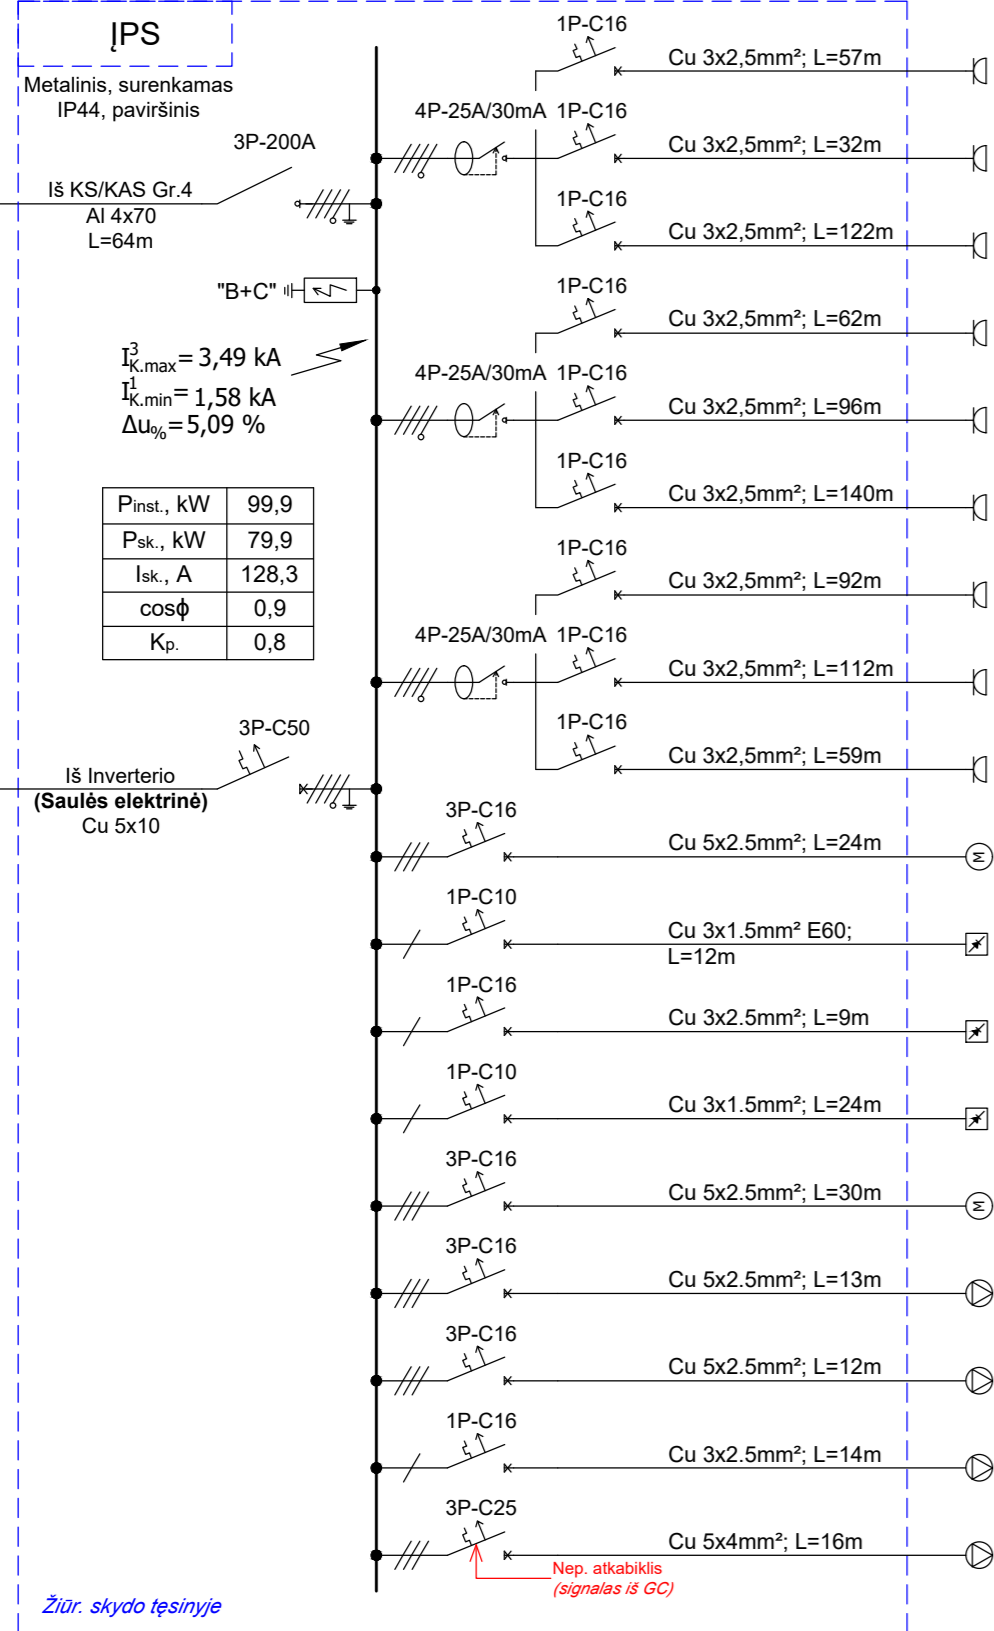 ĮPS
Metalinis, surenkamas
IP44, paviršinis
3P-200A
Iš KS/KAS Gr.4
Al 4x70
L=64m
"B+C"
I³K.max= 3,49 kA
I¹K.min= 1,58 kA
Δu%=5,09 %
Pinst., kW 99,9
Psk., kW 79,9
Isk., A 128,3
cosϕ 0,9
Kp. 0,8
3P-C50
Iš Inverterio
(Saulės elektrinė)
Cu 5x10
1P-C16
Cu 3x2,5mm²; L=57m
4P-25A/30mA
1P-C16
Cu 3x2,5mm²; L=32m
1P-C16
Cu 3x2,5mm²; L=122m
1P-C16
Cu 3x2,5mm²; L=62m
4P-25A/30mA
1P-C16
Cu 3x2,5mm²; L=96m
1P-C16
Cu 3x2,5mm²; L=140m
1P-C16
Cu 3x2,5mm²; L=92m
4P-25A/30mA
1P-C16
Cu 3x2,5mm²; L=112m
1P-C16
Cu 3x2,5mm²; L=59m
3P-C16
Cu 5x2.5mm²; L=24m
M
1P-C10
Cu 3x1.5mm² E60;
L=12m
1P-C16
Cu 3x2.5mm²; L=9m
1P-C10
Cu 3x1.5mm²; L=24m
3P-C16
Cu 5x2.5mm²; L=30m
M
3P-C16
Cu 5x2.5mm²; L=13m
3P-C16
Cu 5x2.5mm²; L=12m
1P-C16
Cu 3x2.5mm²; L=14m
3P-C25
Cu 5x4mm²; L=16m
Nep. atkabiklis
(signalas iš GC)
Žiūr. skydo tęsinyje